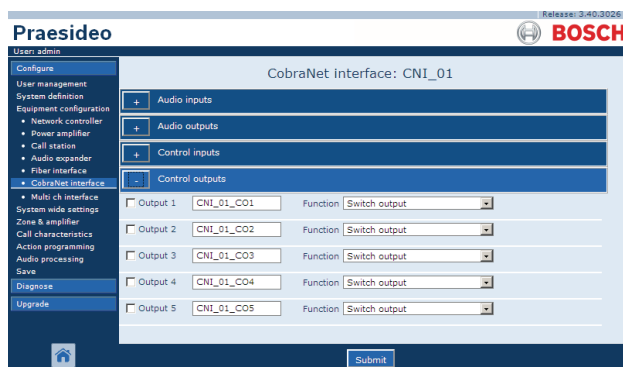 Release: 3.40.3026
Praesideo
BOSCH
User: admin
Configure
User management
System definition
Equipment configuration
• Network controller
• Power amplifier
• Call station
• Audio expander
• Fiber interface
• CobraNet interface
• Multi ch interface
System wide settings
Zone & amplifier
Call characteristics
Action programming
Audio processing
Save
Diagnose
Upgrade
CobraNet interface: CNI_01
+ Audio inputs
+ Audio outputs
+ Control inputs
- Control outputs
Output 1 CNI_01_CO1 Function Switch output
Output 2 CNI_01_CO2 Function Switch output
Output 3 CNI_01_CO3 Function Switch output
Output 4 CNI_01_CO4 Function Switch output
Output 5 CNI_01_CO5 Function Switch output
Submit